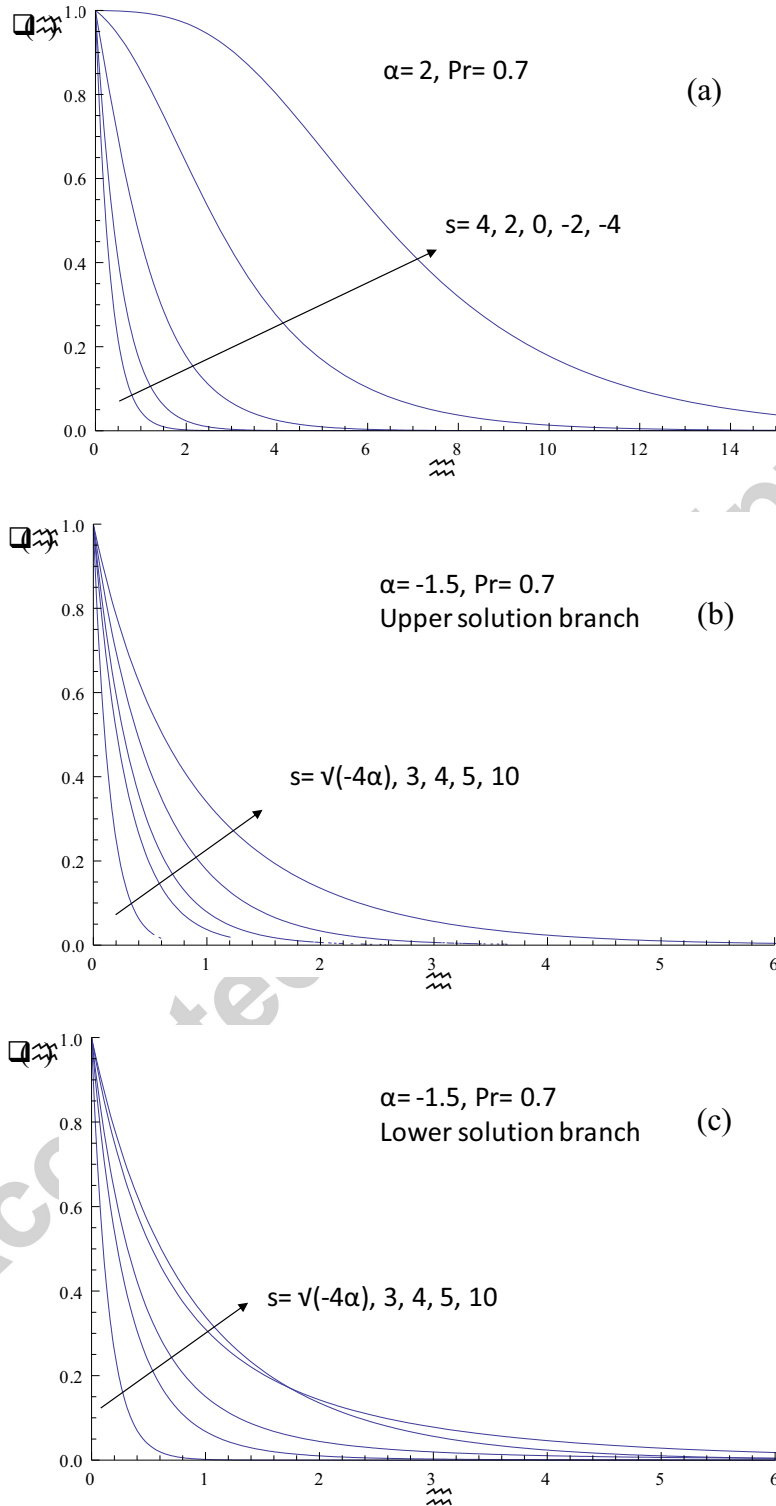 1.0
α= 2, Pr= 0.7
(a)
0.8
0.6
s= 4, 2, 0, -2, -4
0.4
0.2
0.0
0 2 4 6 8 10 12 14
1.0
α= -1.5, Pr= 0.7
Upper solution branch
(b)
0.8
0.6
s= √(-4α), 3, 4, 5, 10
0.4
0.2
0.0
0 1 2 3 4 5 6
1.0
α= -1.5, Pr= 0.7
Lower solution branch
(c)
0.8
0.6
s= √(-4α), 3, 4, 5, 10
0.4
0.2
0.0
0 1 2 3 4 5 6